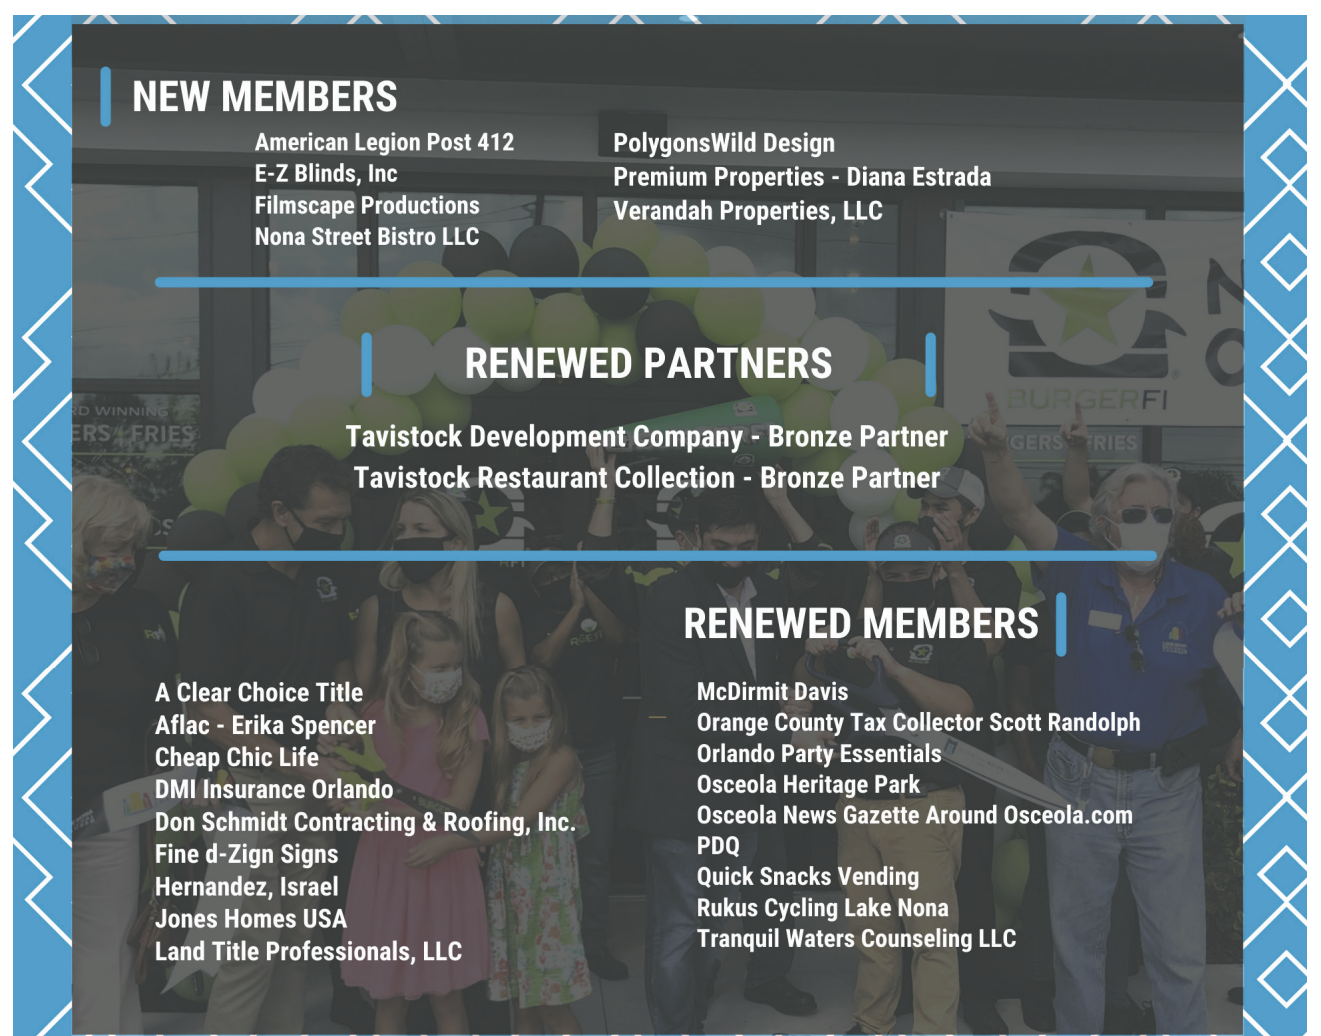 NEW MEMBERS
American Legion Post 412
E-Z Blinds, Inc
Filmscape Productions
Nona Street Bistro LLC
PolygonsWild Design
Premium Properties - Diana Estrada
Verandah Properties, LLC
RENEWED PARTNERS
Tavistock Development Company - Bronze Partner
Tavistock Restaurant Collection - Bronze Partner
BURGERFI
WINNING
FRIES
RENEWED MEMBERS
A Clear Choice Title
Aflac - Erika Spencer
Cheap Chic Life
DMI Insurance Orlando
Don Schmidt Contracting & Roofing, Inc.
Fine d-Zign Signs
Hernandez, Israel
Jones Homes USA
Land Title Professionals, LLC
McDirmit Davis
Orange County Tax Collector Scott Randolph
Orlando Party Essentials
Osceola Heritage Park
Osceola News Gazette Around Osceola.com
PDQ
Quick Snacks Vending
Rukus Cycling Lake Nona
Tranquil Waters Counseling LLC